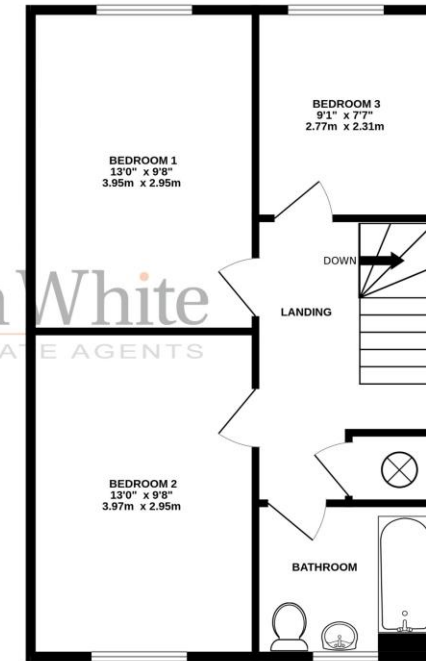 BEDROOM 1
13'0" x 9'8"
3.95m x 2.95m
BEDROOM 3
9'1" x 7'7"
2.77m x 2.31m
DOWN
LANDING
White
AGENTS
BEDROOM 2
13'0" x 9'8"
3.97m x 2.95m
BATHROOM